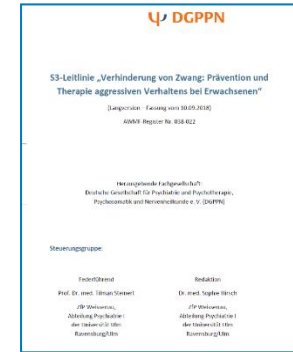 DGPPN
S3-Leitlinie „Verhinderung von Zwang: Prävention und
Therapie aggressiven Verhaltens bei Erwachsenen“
(Langversion – Fassung vom 10.09.2018)
AWMF Register Nr. 038-022
Herausgebende Fachgesellschaft:
Deutsche Gesellschaft für Psychiatrie und Psychotherapie,
Psychosomatik und Nervenheilkunde e. V. (DGPPN)
Steuerungsgruppe
Federführend
Redaktion
Prof. Dr. med. Tilman Steinert
Dr. med. Sophie Hirsch
ZfP Weissenau,
ZfP Weissenau,
Abteilung Psychiatrie I
Abteilung Psychiatrie I
der Universität Ulm
der Universität Ulm
Ravensburg/Ulm
Ravensburg/Ulm